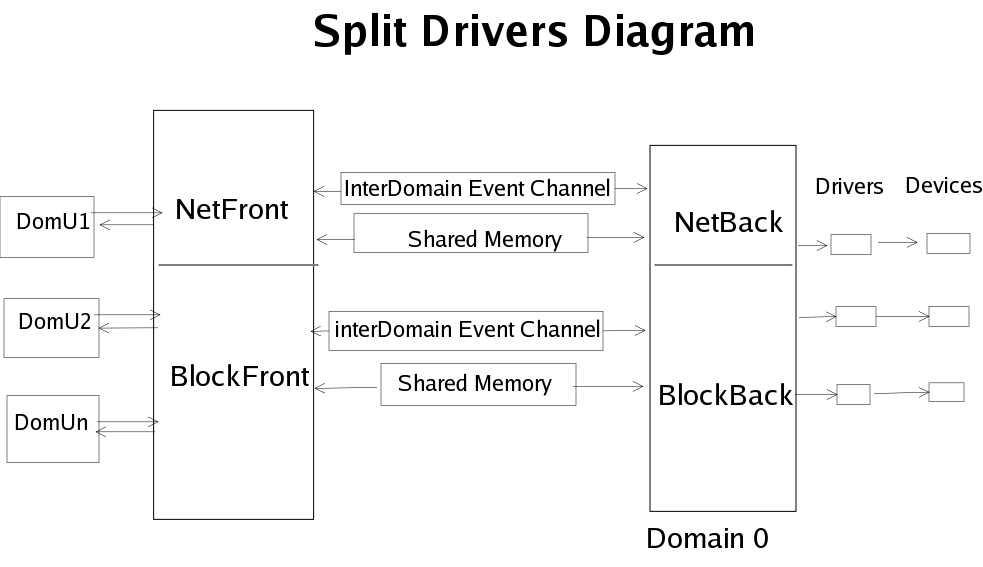 Split Drivers Diagram
InterDomain Event Channel
Drivers
Devices
DomU1
NetFront
Shared Memory
NetBack
DomU2
interDomain Event Channel
BlockFront
Shared Memory
BlockBack
DomUn
Domain 0